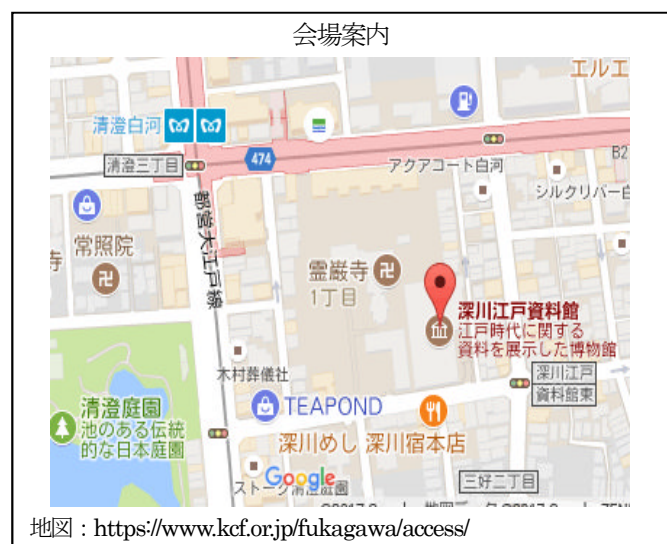 会場案内
エルエ
清澄白河
清澄三丁目
474
アクアコート白河
B2
シルクリバー白
都営大江戸線
寺
常照院
霊巌寺
1丁目
深川江戸資料館
江戸時代に関する
資料を展示した博物館
木村葬儀社
深川江戸
資料館東
清澄庭園
池のある伝統
的な日本庭園
TEAPOND
深川めし 深川宿本店
Google
三好二丁目
地図：https://www.kcf.or.jp/fukagawa/access/